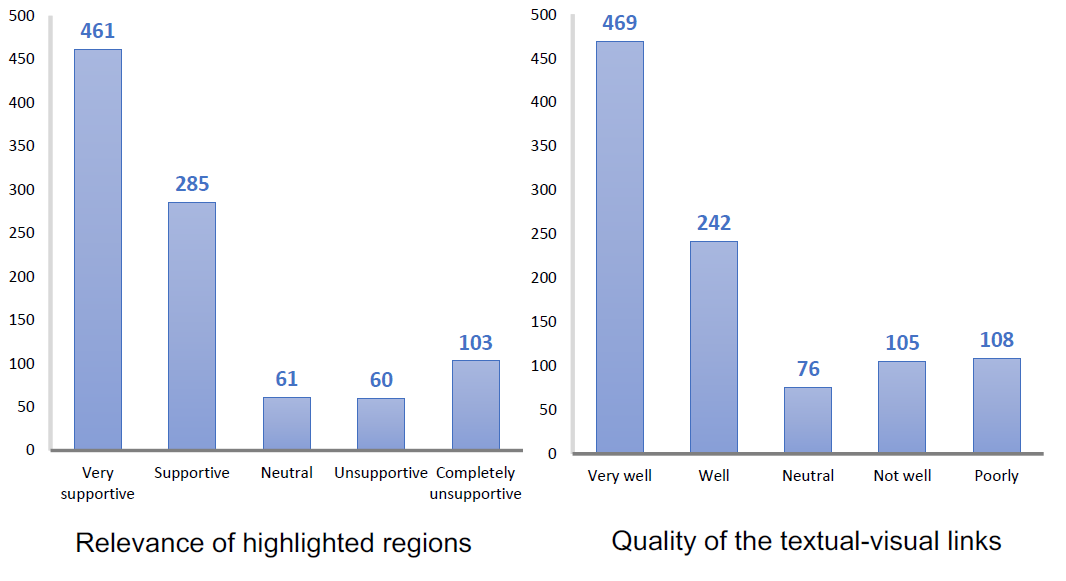 500
450
400
350
300
250
200
150
100
50
0
461
285
61
60
103
Very
supportive
Supportive
Neutral
Unsupportive
Completely
unsupportive
Relevance of highlighted regions
500
450
400
350
300
250
200
150
100
50
0
469
242
76
105
108
Very well
Well
Neutral
Not well
Poorly
Quality of the textual-visual links